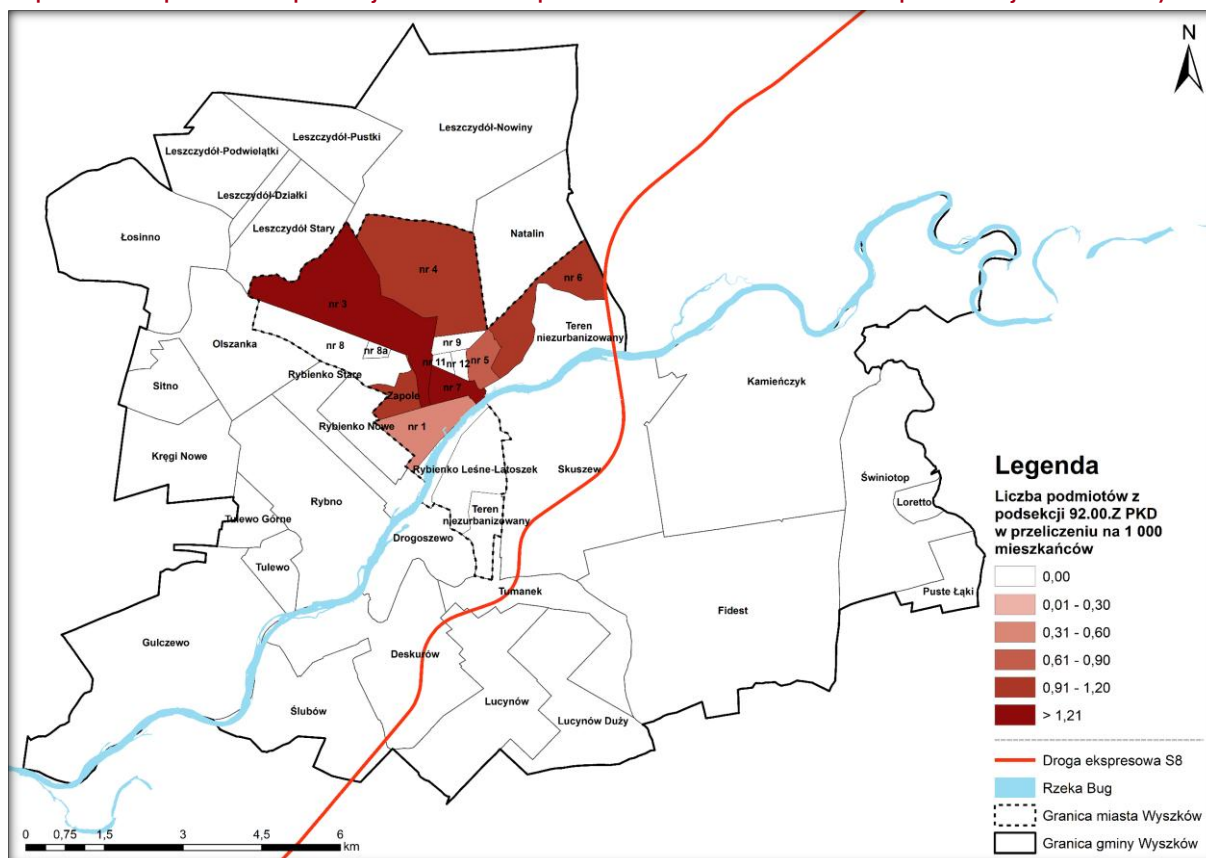 N
Leszczydół-Nowiny
Leszczydół-Pustki
Leszczydół-Podwielątki
Leszczydół-Działki
Leszczydół Stary
Łosinno
Natalin
nr 4
nr 6
nr 3
Teren
niezurbanizowany
nr 9
nr 8
nr 8a
nr 11
nr 12
nr 5
Olszanka
Rybienko Stare
Sitno
Zapole
nr 7
Kamieńczyk
Rybienko Nowe
nr 1
Kręgi Nowe
Rybienko Leśne-Latoszek
Skuszew
Świniotop
Loretto
Rybno
Teren
niezurbanizowany
Tulewo Górne
Drogoszewo
Tulewo
Tumanek
Puste Łąki
Fidest
Gulczewo
Deskurów
Ślubów
Lucynów
Lucynów Duży
Legenda
Liczba podmiotów z
podsekcji 92.00.Z PKD
w przeliczeniu na 1 000
mieszkańców
0,00
0,01 - 0,30
0,31 - 0,60
0,61 - 0,90
0,91 - 1,20
> 1,21
Droga ekspresowa S8
Rzeka Bug
Granica miasta Wyszków
Granica gminy Wyszków
0 0,75 1,5 3 4,5 6
km